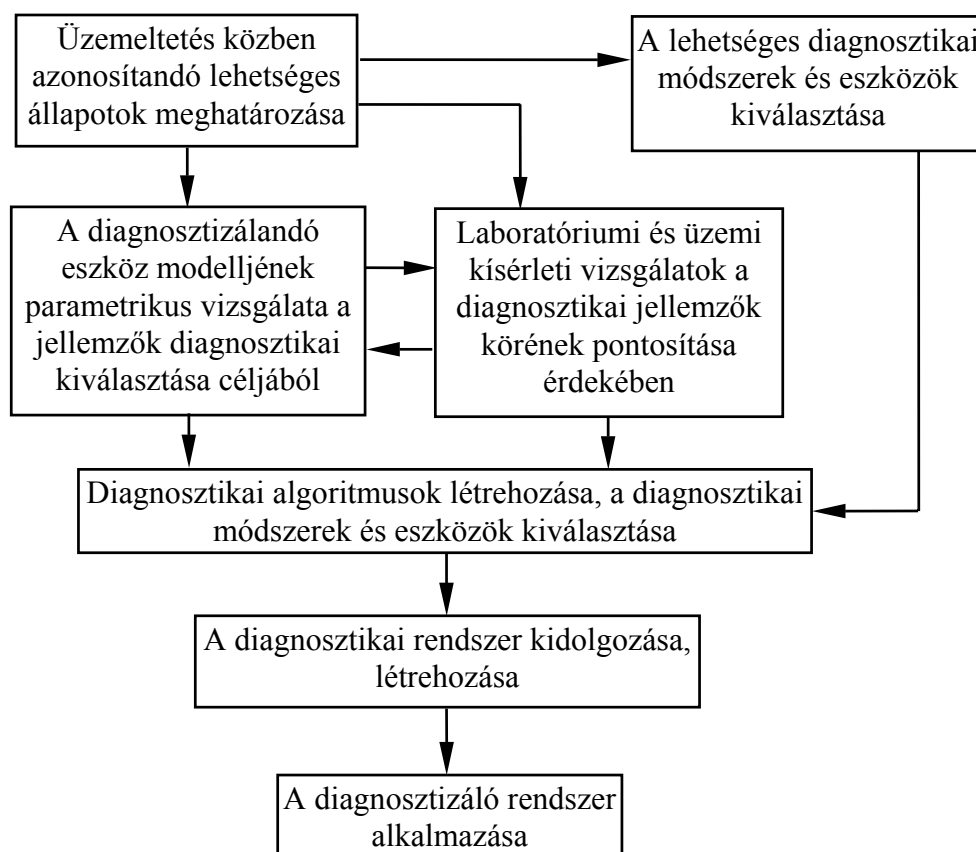 Üzemeltetés közben
azonosítandó lehetséges
állapotok meghatározása
A lehetséges diagnosztikai
módszerek és eszközök
kiválasztása
A diagnosztizálandó
eszköz modelljének
parametrikus vizsgálata a
jellemzők diagnosztikai
kiválasztása céljából
Laboratóriumi és üzemi
kísérleti vizsgálatok a
diagnosztikai jellemzők
körének pontosítása
érdekében
Diagnosztikai algoritmusok létrehozása, a diagnosztikai
módszerek és eszközök kiválasztása
A diagnosztikai rendszer kidolgozása,
létrehozása
A diagnosztizáló rendszer
alkalmazása